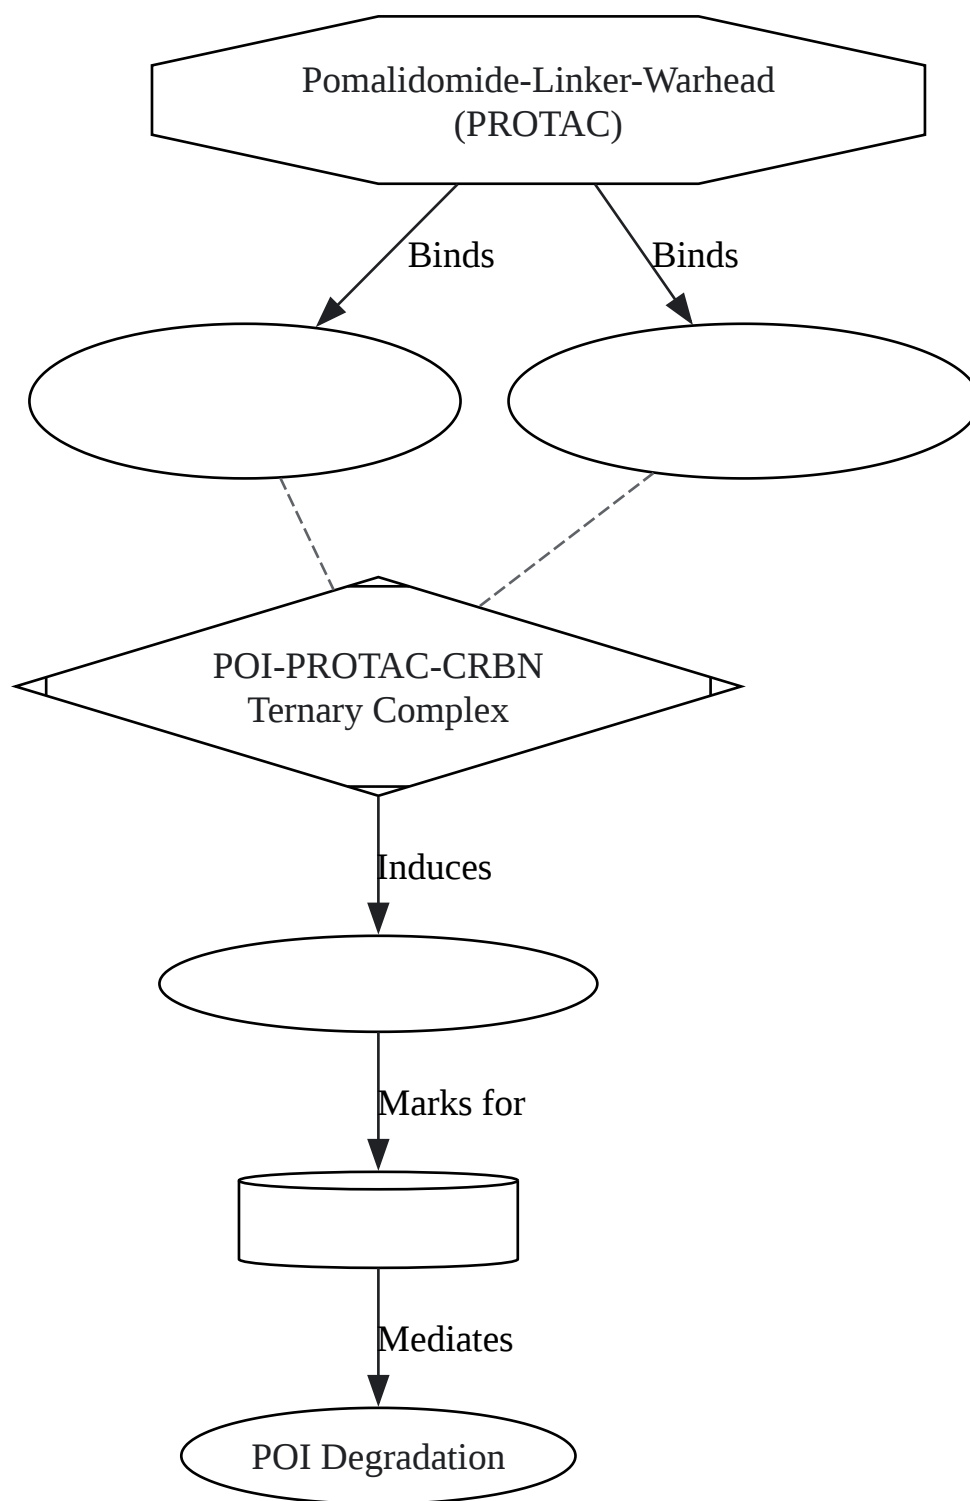 Pomalidomide-Linker-Warhead
(PROTAC)
Binds
Binds
POI-PROTAC-CRBN
Ternary Complex
Induces
Marks for
Mediates
POI Degradation